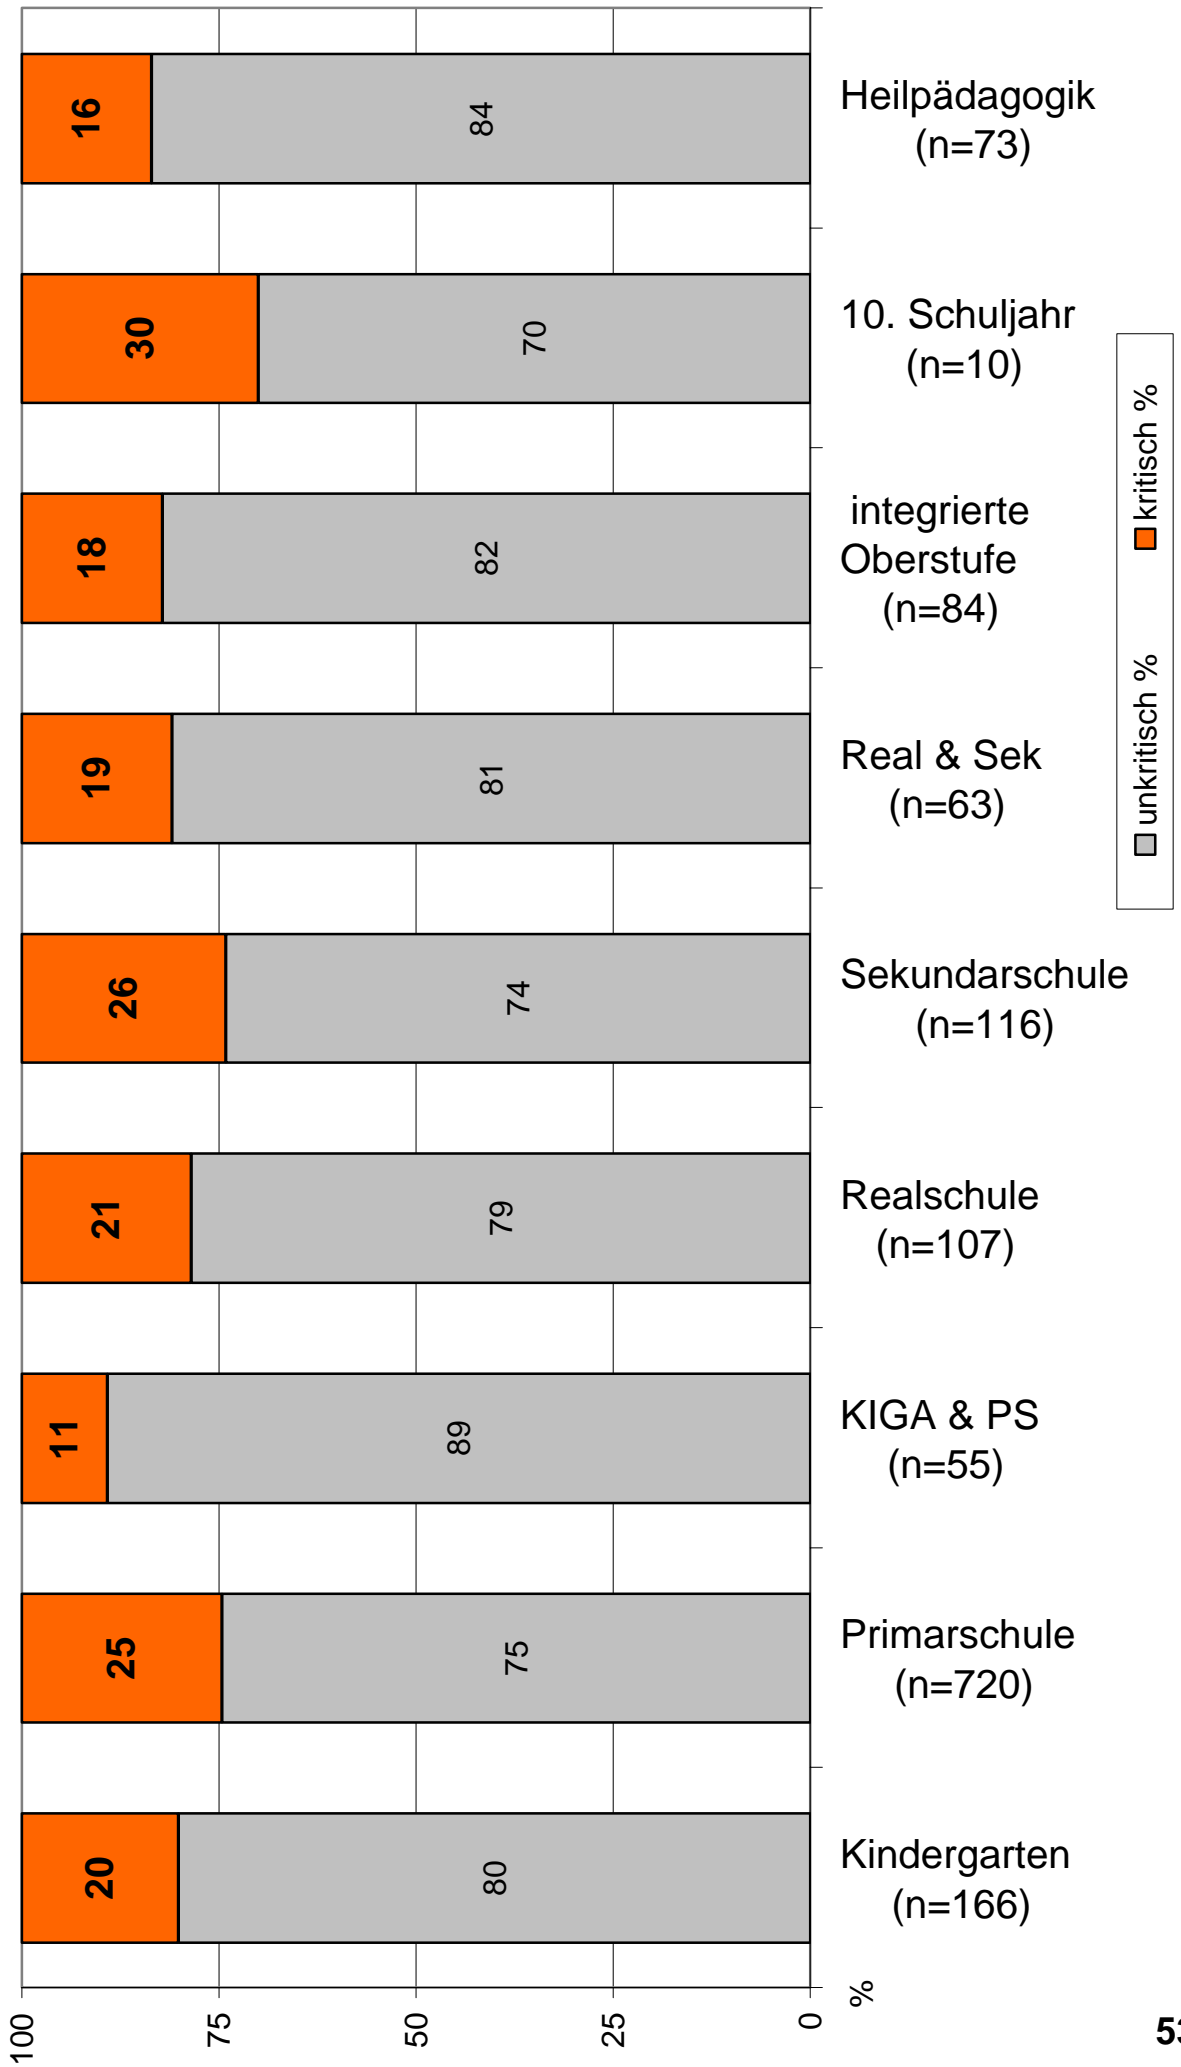 16
84
Heilpädagogik
(n=73)
30
70
10. Schuljahr
(n=10)
18
82
integrierte
Oberstufe
(n=84)
19
81
Real & Sek
(n=63)
26
74
Sekundarschule
(n=116)
21
79
Realschule
(n=107)
11
89
KIGA & PS
(n=55)
25
75
Primarschule
(n=720)
20
80
Kindergarten
(n=166)
kritisch %
unkritisch %
100
75
50
25
0
%